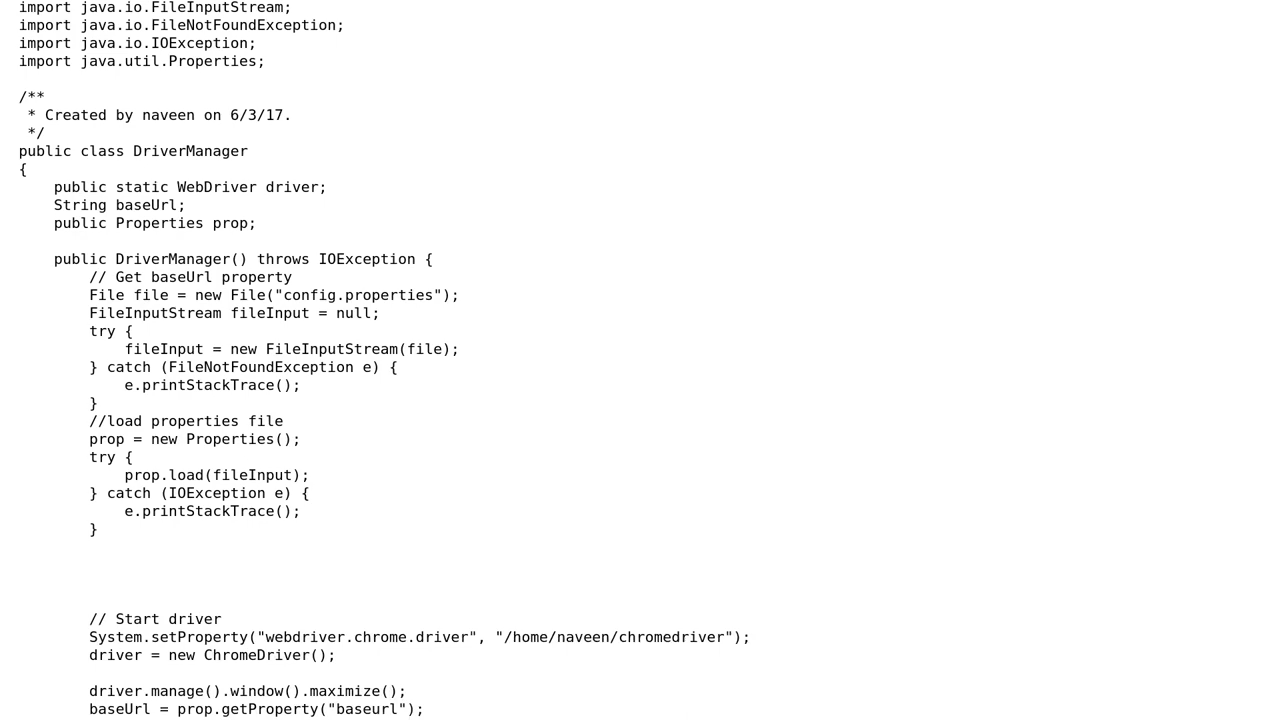 import java.io.FileInputStream;
import java.io.FileNotFoundException;
import java.io.IOException;
import java.util.Properties;

/**
 * Created by naveen on 6/3/17.
 */
public class DriverManager
{
    public static WebDriver driver;
    String baseUrl;
    public Properties prop;

    public DriverManager() throws IOException {
        // Get baseUrl property
        File file = new File("config.properties");
        FileInputStream fileInput = null;
        try {
            fileInput = new FileInputStream(file);
        } catch (FileNotFoundException e) {
            e.printStackTrace();
        }
        //load properties file
        prop = new Properties();
        try {
            prop.load(fileInput);
        } catch (IOException e) {
            e.printStackTrace();
        }

        // Start driver
        System.setProperty("webdriver.chrome.driver", "/home/naveen/chromedriver");
        driver = new ChromeDriver();

        driver.manage().window().maximize();
        baseUrl = prop.getProperty("baseurl");